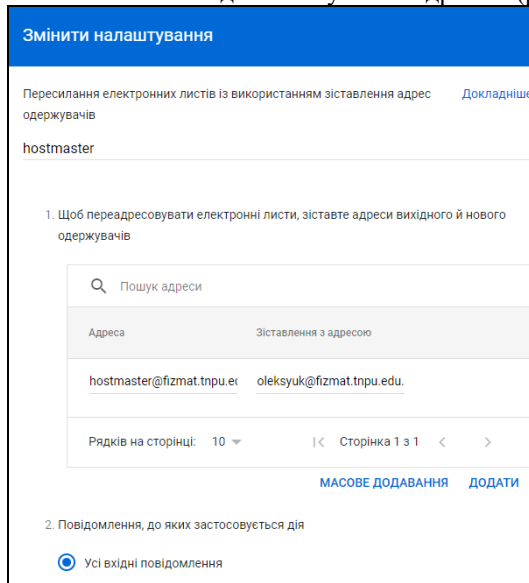 Змінити налаштування
Пересилання електронних листів із використанням зіставлення адрес Докладніше
одержувачів
hostmaster
1. Щоб переадресовувати електронні листи, зіставте адреси вихідного й нового
одержувачів
Пошук адреси
Адреса Зіставлення з адресою
hostmaster@fizmat.tnpu.ec oleksyuk@fizmat.tnpu.edu.
Рядків на сторінці: 10 Сторінка 1 з 1
МАСОВЕ ДОДАВАННЯ ДОДАТИ
2. Повідомлення, до яких застосовується дія
Усі вхідні повідомлення